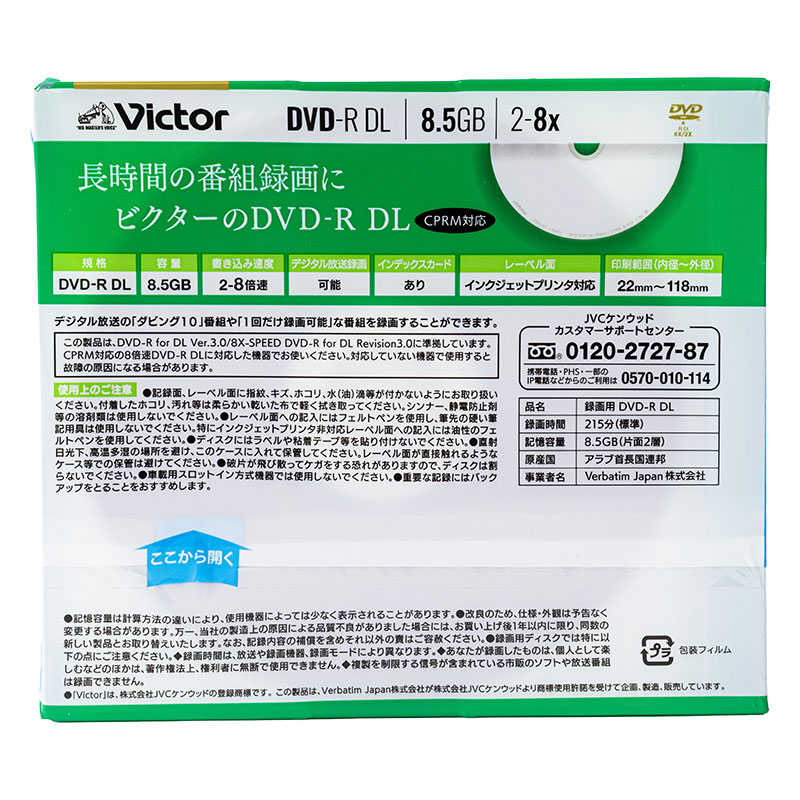 "HIS MASTER'S VOICE"
Victor
DVD-R DL 8.5GB 2-8x
DVD
R
R DL
8X/2X
長時間の番組録画に
ビクターのDVD-R DL CPRM対応
規格 容量 書き込み速度 デジタル放送録画 インデックスカード レーベル面 印刷範囲(内径〜外径)
DVD-R DL 8.5GB 2-8倍速 可能 あり インクジェットプリンタ対応 22mm〜118mm
デジタル放送の「ダビング10」番組や「1回だけ録画可能」な番組を録画することができます。
この製品は、DVD-R for DL Ver.3.0/8X-SPEED DVD-R for DL Revision3.0に準拠しています。
CPRM対応の8倍速DVD-R DLに対応した機器でお使いください。対応していない機器で使用すると
故障の原因になる場合があります。
使用上のご注意 ●記録面、レーベル面に指紋、キズ、ホコリ、水(油)滴等が付かないようにお取り扱い
ください。付着したホコリ、汚れ等は柔らかい乾いた布で軽く拭き取ってください。シンナー、静電防止剤
等の溶剤類は使用しないでください。●レーベル面への記入にはフェルトペンを使用し、筆先の硬い筆
記用具は使用しないでください。特にインクジェットプリンタ非対応レーベル面への記入には油性のフェ
ルトペンを使用してください。●ディスクにはラベルや粘着テープ等を貼り付けないでください。●直射
日光下、高温多湿の場所を避け、このケースに入れて保管してください。レーベル面が直接触れるような
ケース等での保管は避けてください。●破片が飛び散ってケガをする恐れがありますので、ディスクは割
らないでください。●車載用スロットイン方式機器では使用しないでください。●重要な記録にはバック
アップをとることをおすすめします。
JVCケンウッド
カスタマーサポートセンター
0120-2727-87
携帯電話・PHS・一部の
IP電話などからのご利用は 0570-010-114
品名 録画用 DVD-R DL
録画時間 215分(標準)
記憶容量 8.5GB(片面2層)
原産国 アラブ首長国連邦
事業者名 Verbatim Japan 株式会社
ここから開く
●記憶容量は計算方法の違いにより、使用機器によっては少なく表示されることがあります。●改良のため、仕様・外観は予告なく
変更する場合があります。万一、当社の製造上の原因による品質不良がありました場合には、お買い上げ後1年以内に限り、同数の
新しい製品とお取り替えいたします。なお、記録内容の補償を含めそれ以外の責はご容赦ください。●録画用ディスクでは特に以
下の点にご注意ください。◆録画時間は、放送や録画機器、録画モードにより異なります。◆あなたが録画したものは、個人として楽
しむなどのほかは、著作権法上、権利者に無断で使用できません。◆複製を制限する信号が含まれている市販のソフトや放送番組
は録画できません。
●「Victor」は、株式会社JVCケンウッドの登録商標です。この製品は、Verbatim Japan株式会社が株式会社JVCケンウッドより商標使用許諾を受けて企画、製造、販売しています。
プラ 包装フィルム